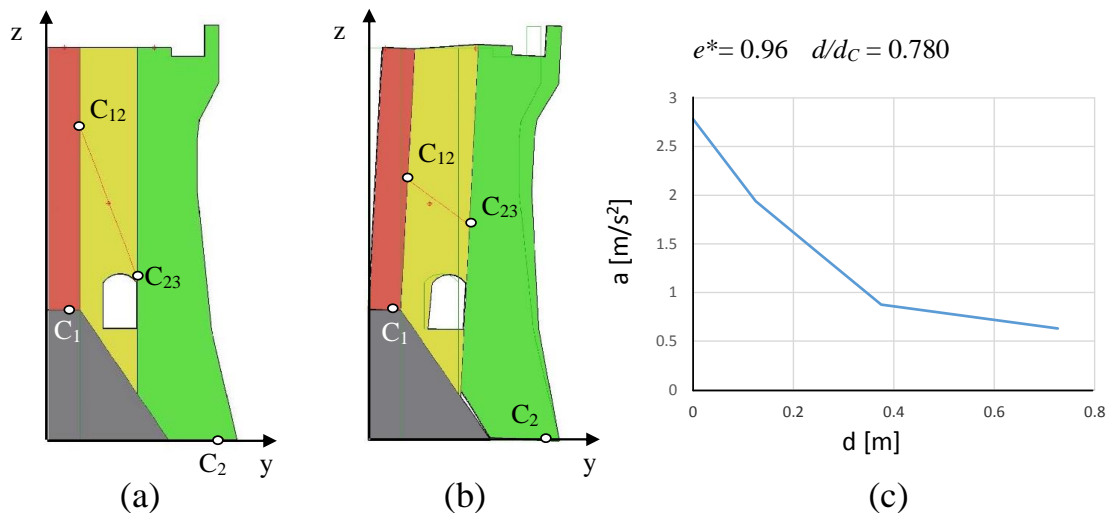 z
C12
C23
C1
C2
y
(a)
z
C12
C23
C1
C2
y
(b)
e*= 0.96 d/dC = 0.780
3
2.5
2
1.5
1
0.5
0
a [m/s²]
0 0.2 0.4 0.6 0.8
d [m]
(c)